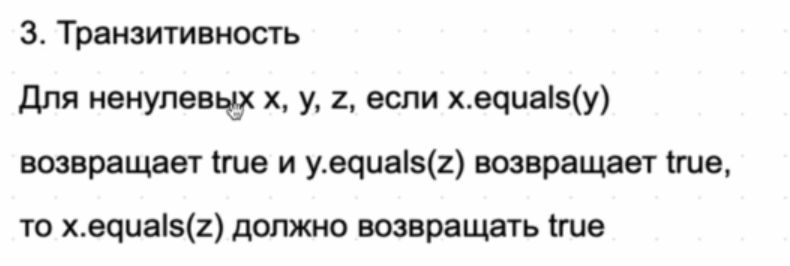 3. Транзитивность
Для ненулевых x, y, z, если x.equals(y)
возвращает true и y.equals(z) возвращает true,
то x.equals(z) должно возвращать true